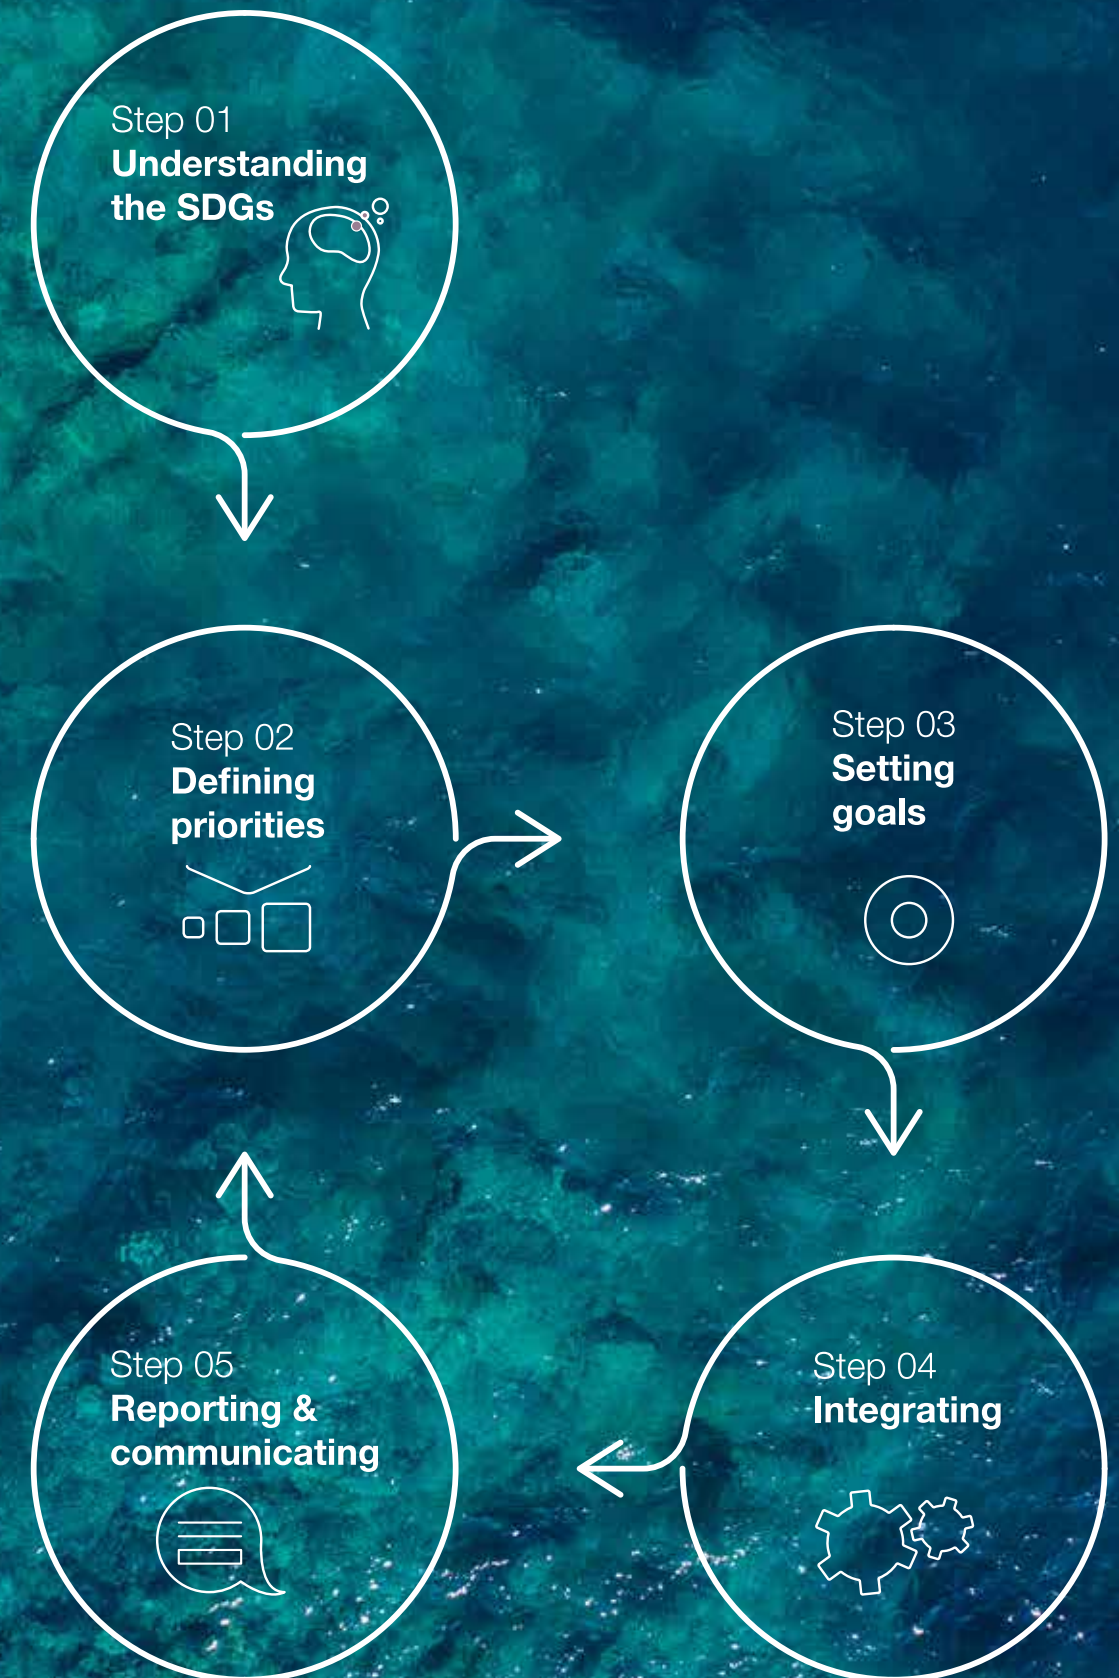 Step 01
Understanding
the SDGs
Step 02
Defining
priorities
Step 03
Setting
goals
Step 04
Integrating
Step 05
Reporting &
communicating